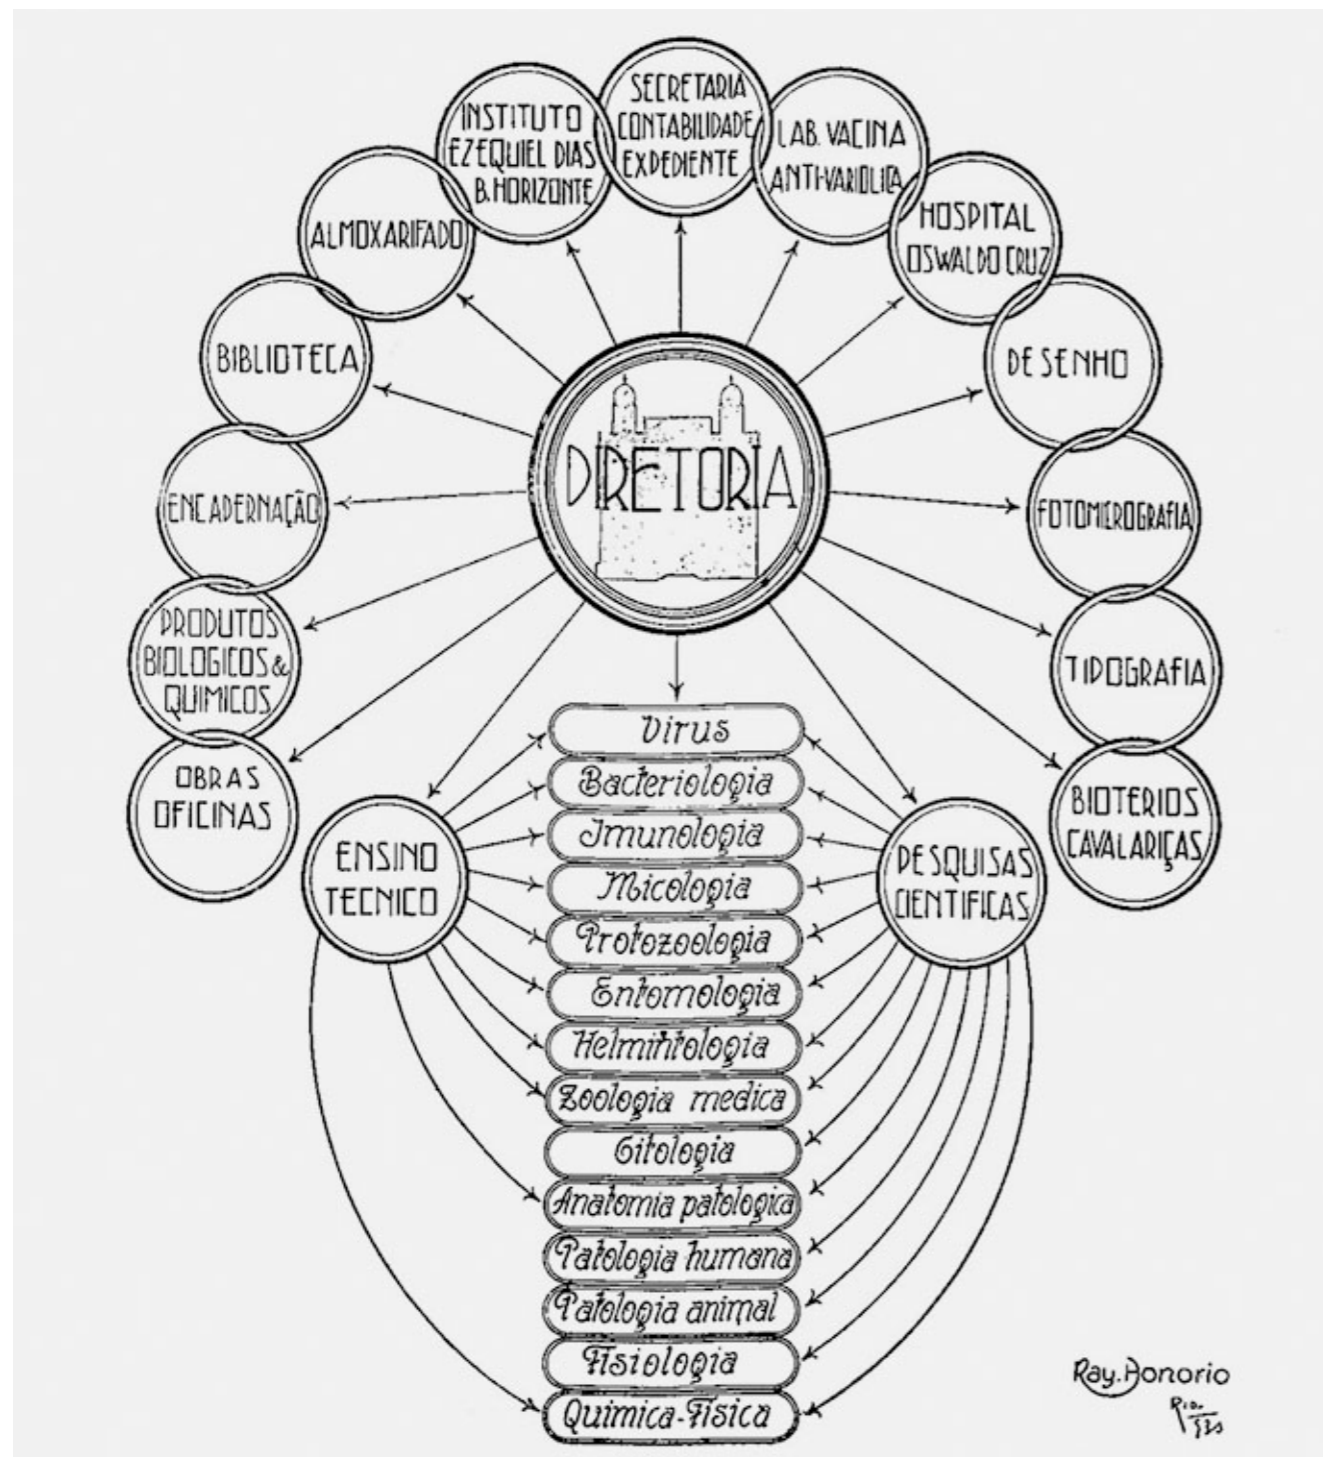 SECRETARIA
CONTABILIDADE
EXPEDIENTE
INSTITUTO
EZEQUIEL DIAS
B. HORIZONTE
LAB. VACINA
ANTI-VARIOLICA
ALMOXARIFADO
HOSPITAL
OSWALDO CRUZ
BIBLIOTECA
DESENHO
ENCADERNAÇÃO
FOTOMICROGRAFIA
DIRETORIA
PRODUTOS
BIOLOGICOS &
QUIMICOS
TIPOGRAFIA
OBRAS
OFICINAS
BIOTERIOS
CAVALARIÇAS
ENSINO
TECNICO
PESQUISAS
CIENTIFICAS
Virus
Bacteriologia
Imunologia
Micologia
Protozoologia
Entomologia
Helmintologia
Zoologia medica
Citologia
Anatomia patologica
Patologia humana
Patologia animal
Fisiologia
Quimica-Fisica
Ray. Honorio
Rio.